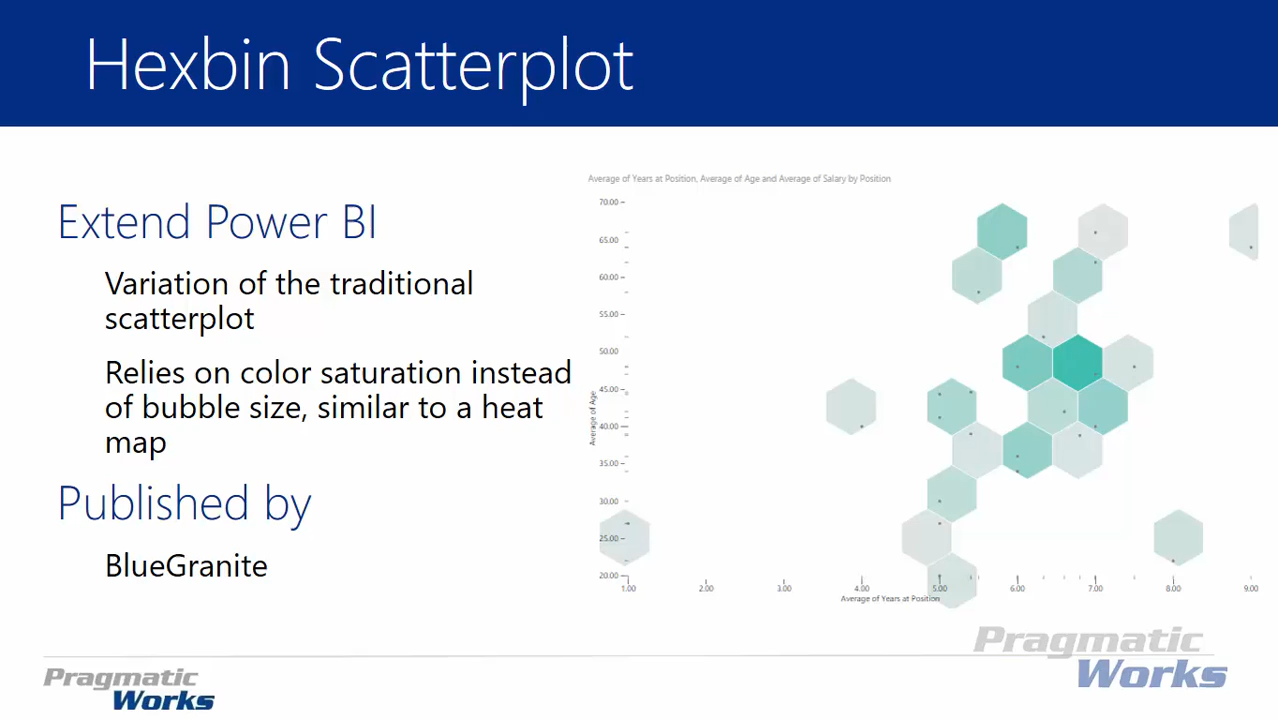 Hexbin Scatterplot
Extend Power BI
Variation of the traditional
scatterplot
Relies on color saturation instead
of bubble size, similar to a heat
map
Published by
BlueGranite
Average of Years at Position, Average of Age and Average of Salary by Position
70.00
65.00
60.00
55.00
50.00
45.00
40.00
35.00
30.00
25.00
20.00
Average of Age
1.00 2.00 3.00 4.00 5.00 6.00 7.00 8.00 9.00
Average of Years at Position
Pragmatic
Works
Pragmatic
Works